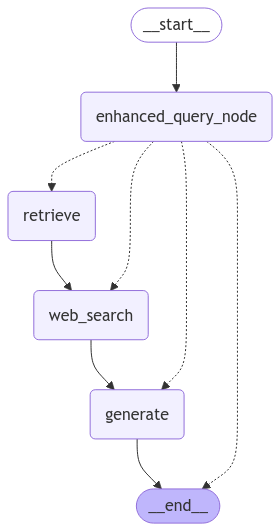 __start__
enhanced_query_node
retrieve
web_search
generate
__end__